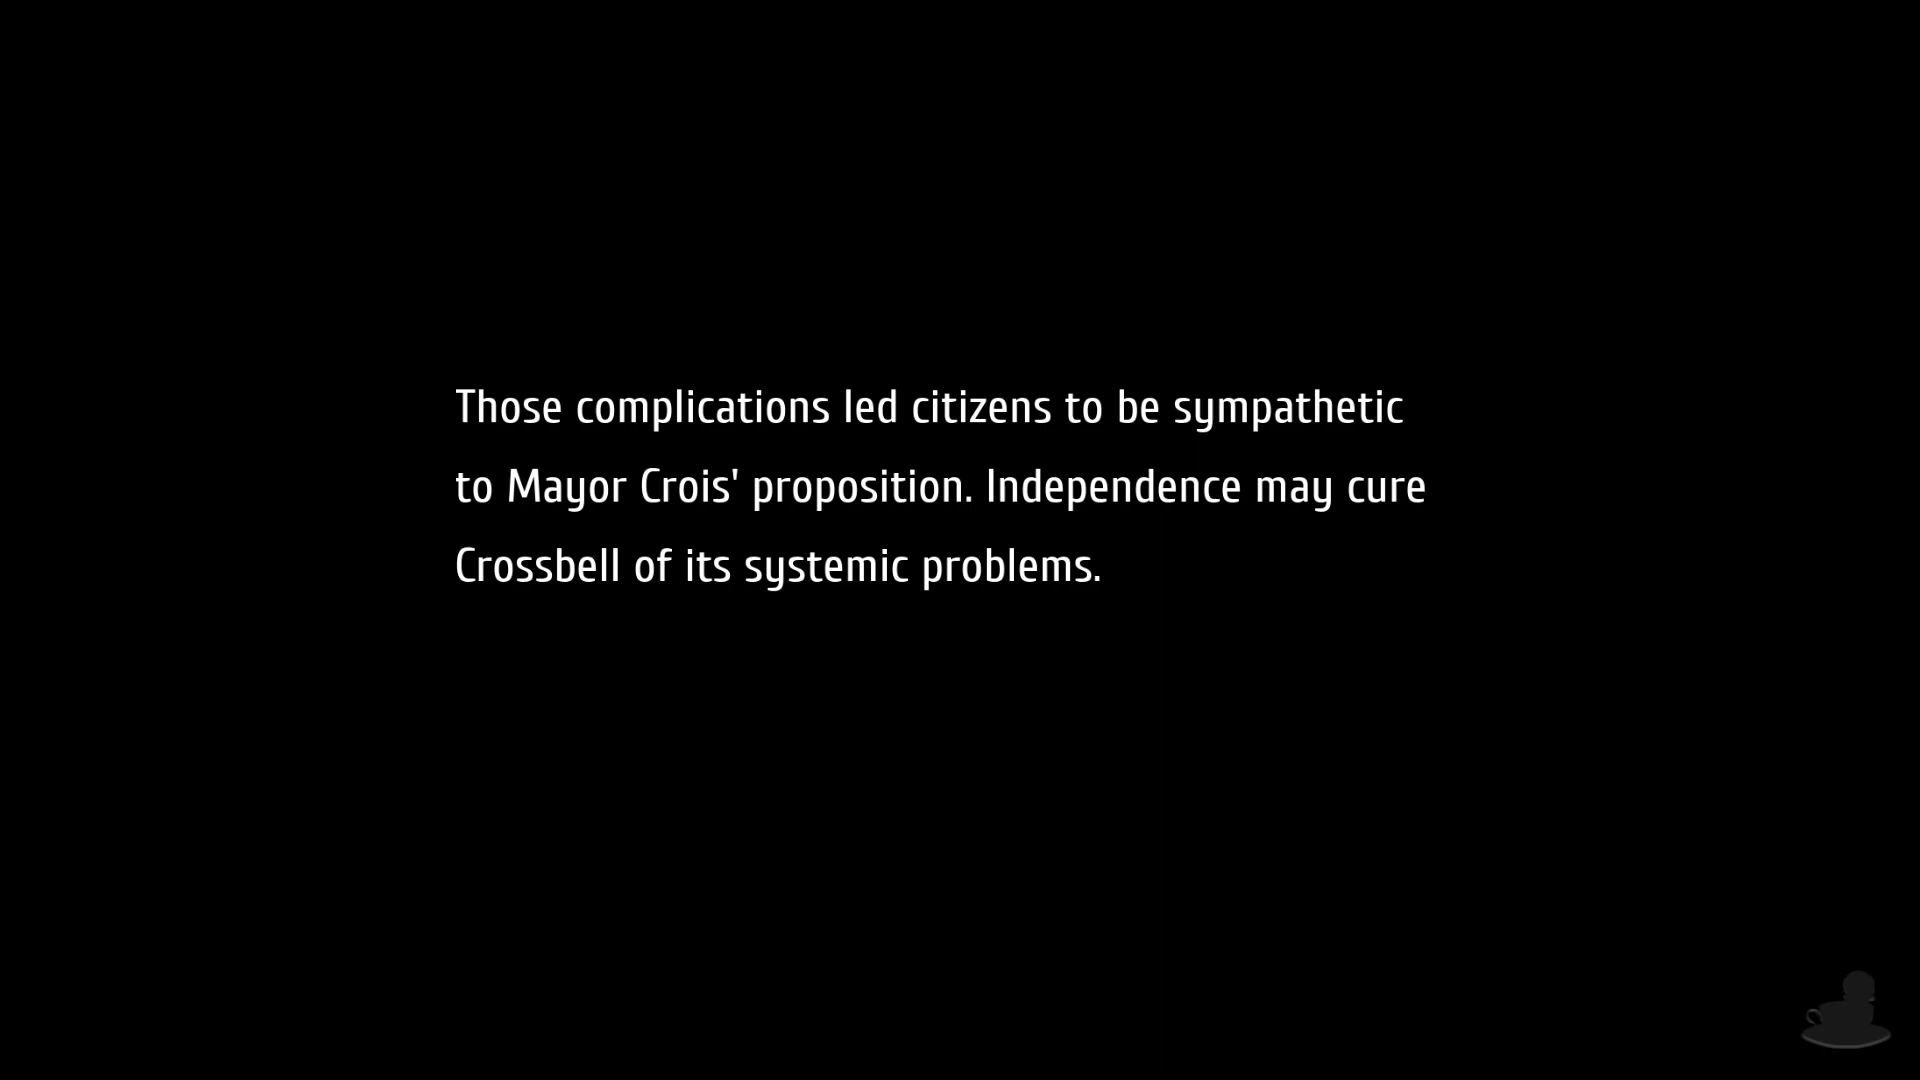 Those complications led citizens to be sympathetic
to Mayor Crois' proposition. Independence may cure
Crossbell of its systemic problems.